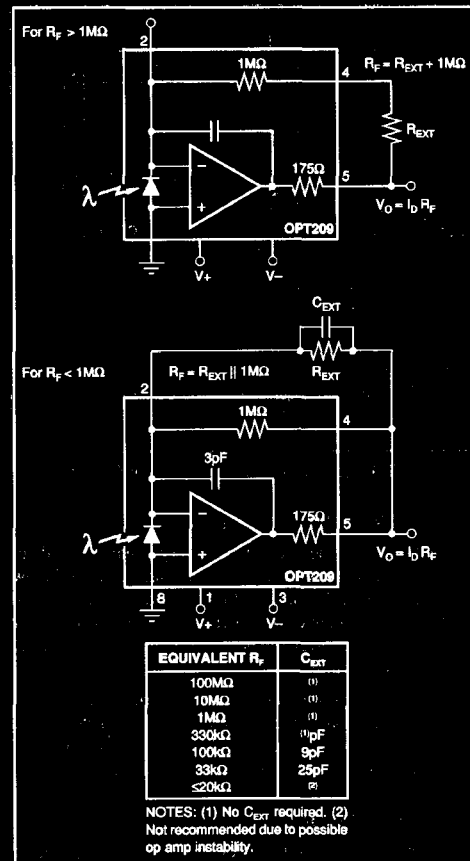 For R_F > 1MΩ
2
1MΩ
4
R_F = R_EXT + 1MΩ
R_EXT
175Ω
5
λ
−
+
OPT209
V_O = I_D R_F
V+
V−
C_EXT
R_EXT
For R_F < 1MΩ
R_F = R_EXT || 1MΩ
2
1MΩ
4
3pF
175Ω
5
λ
−
+
OPT209
V_O = I_D R_F
8
1
3
V+
V−
EQUIVALENT R_F C_EXT
100MΩ (1)
10MΩ (1)
1MΩ (1)
330kΩ (1)pF
100kΩ 9pF
33kΩ 25pF
≤20kΩ (2)
NOTES: (1) No C_EXT required. (2)
Not recommended due to possible
op amp instability.